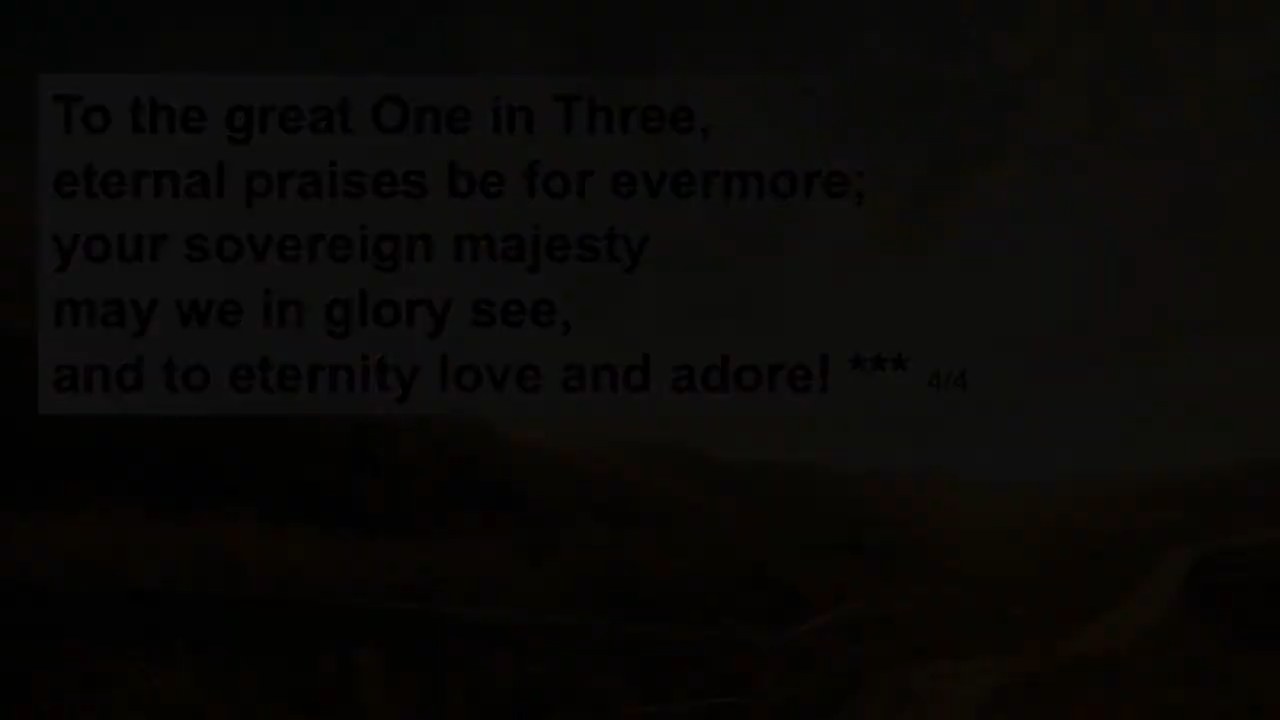 To the great One in Three,
eternal praises be for evermore;
your sovereign majesty
may we in glory see,
and to eternity love and adore! *** 4/4